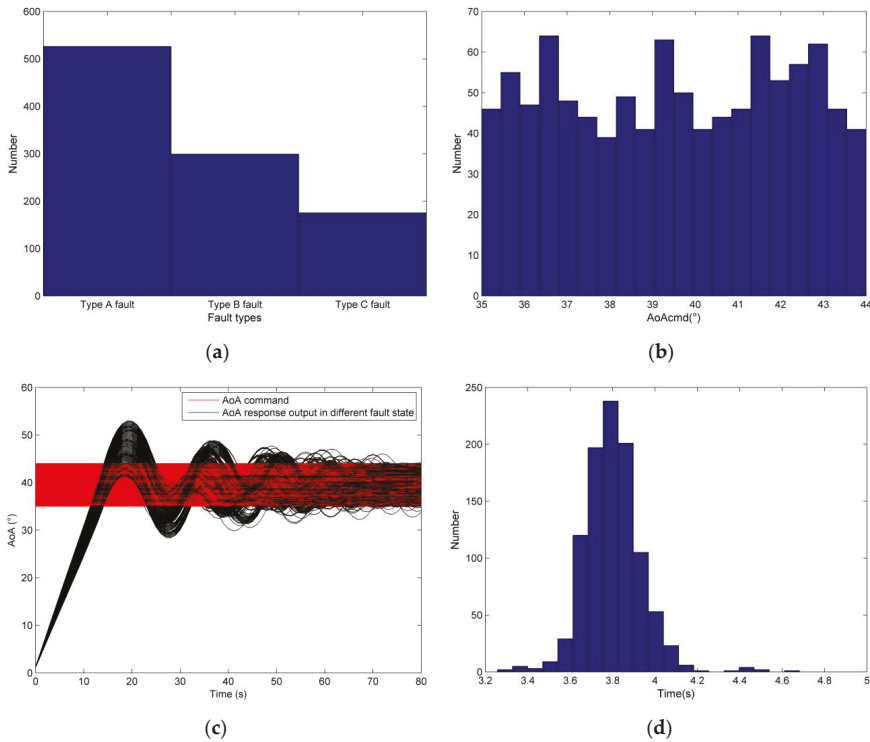 600
500
400
300
200
100
0
Number
Type A fault Type B fault Type C fault
Fault types
(a)
70
60
50
40
30
20
10
0
Number
35 36 37 38 39 40 41 42 43 44
AoAcmd(°)
(b)
60
50
40
30
20
10
0
AoA (°)
AoA command
AoA response output in different fault state
0 10 20 30 40 50 60 70 80
Time (s)
(c)
250
200
150
100
50
0
Number
3.2 3.4 3.6 3.8 4 4.2 4.4 4.6 4.8 5
Time(s)
(d)